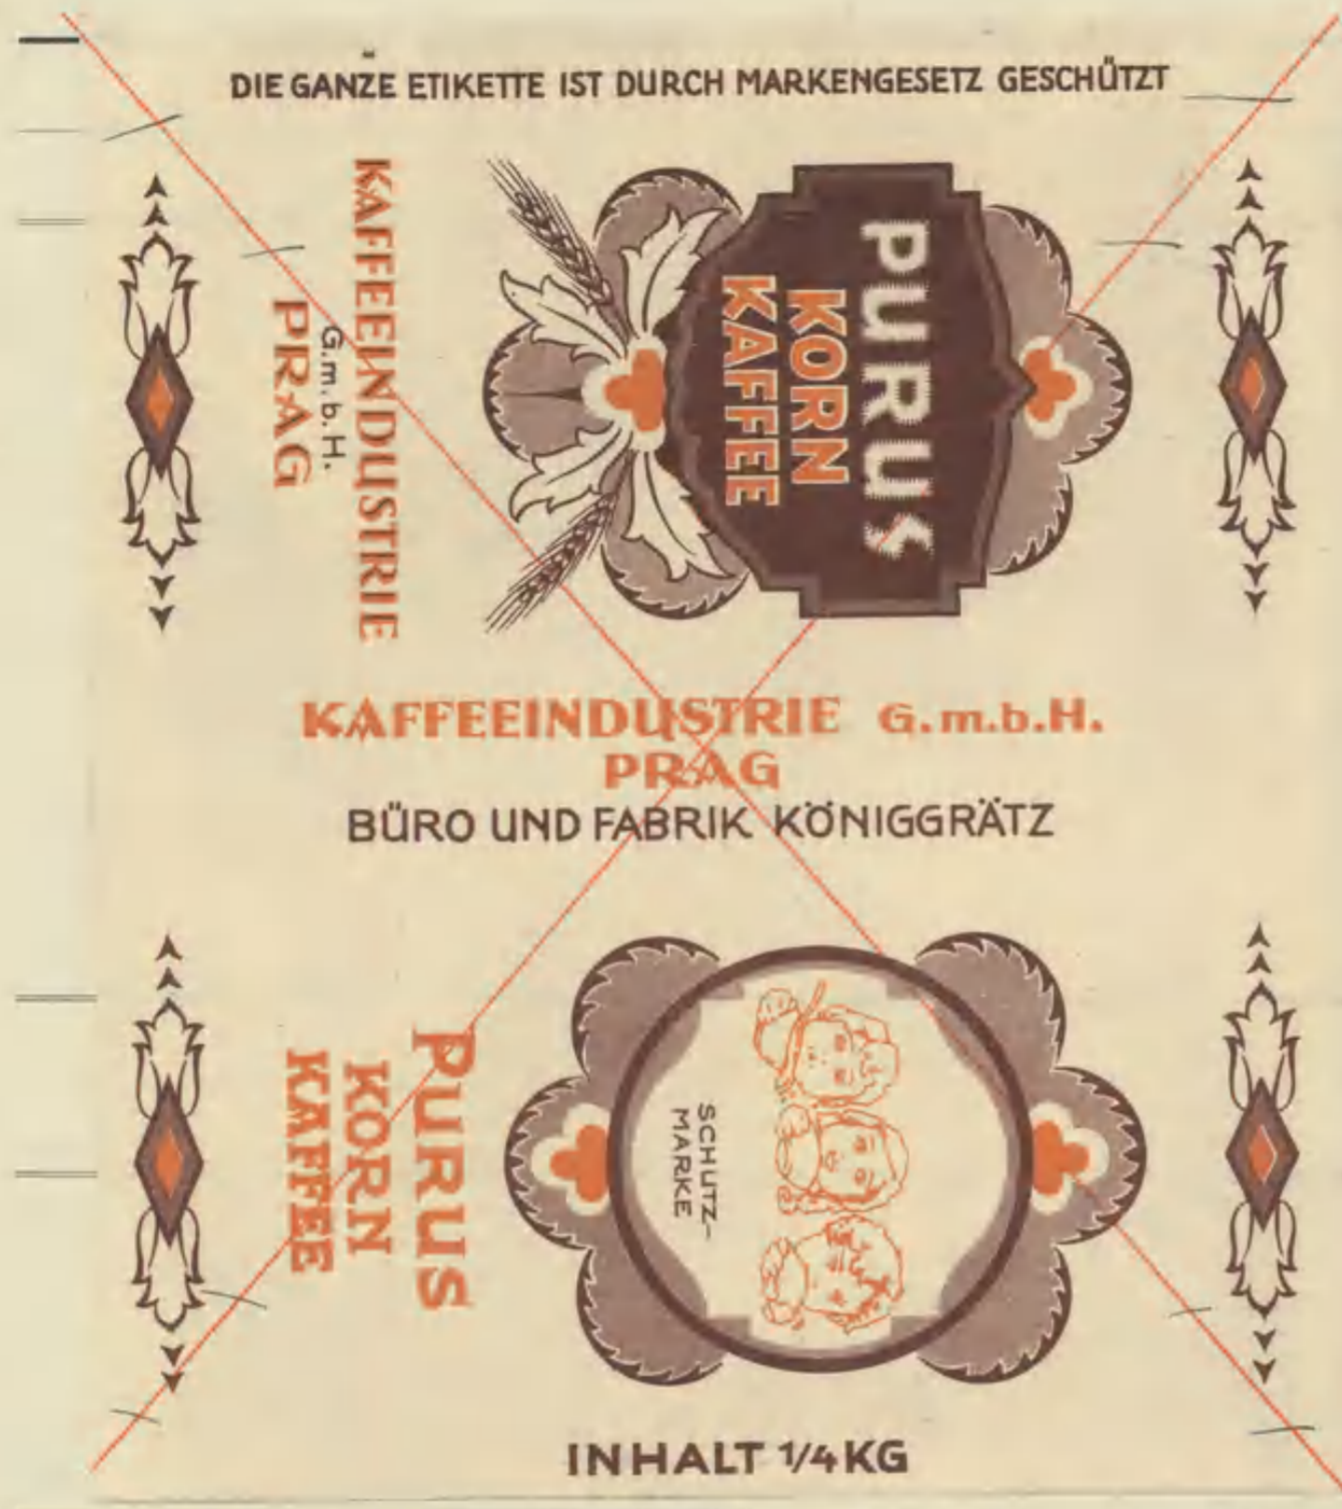 DIE GANZE ETIKETTE IST DURCH MARKENGESETZ GESCHÜTZT
PURUS
KORN
KAFFEE
KAFFEEINDUSTRIE
G.m.b.H.
PRAG
KAFFEEINDUSTRIE G.m.b.H.
PRAG
BÜRO UND FABRIK KÖNIGGRÄTZ
SCHUTZ-
MARKE
PURUS
KORN
KAFFEE
INHALT 1/4 KG